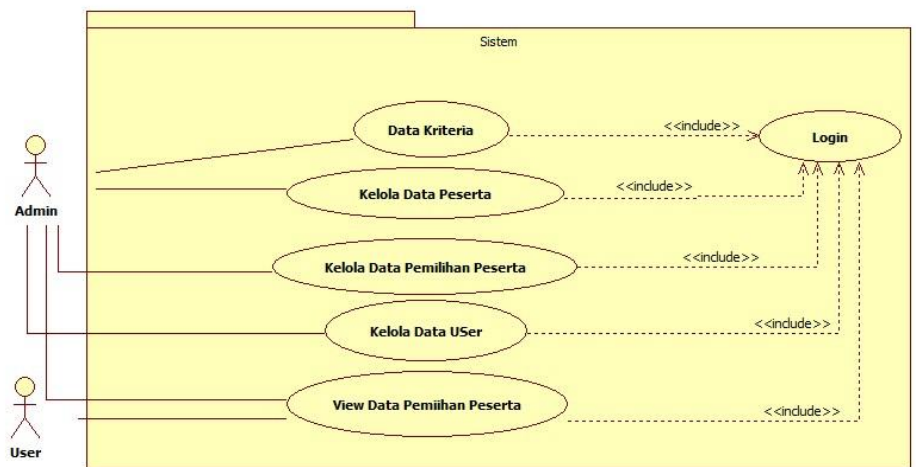 Sistem
Data Kriteria
<<include>>
Login
Kelola Data Peserta
<<include>>
Admin
Kelola Data Pemilihan Peserta
<<include>>
Kelola Data USer
<<include>>
View Data Pemiihan Peserta
<<include>>
User